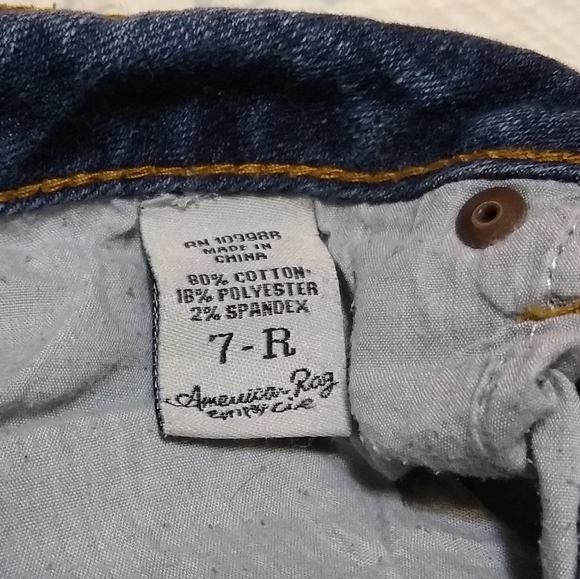 RN 109988
MADE IN
CHINA
80% COTTON
18% POLYESTER
2% SPANDEX
7-R
American Rag
Cie